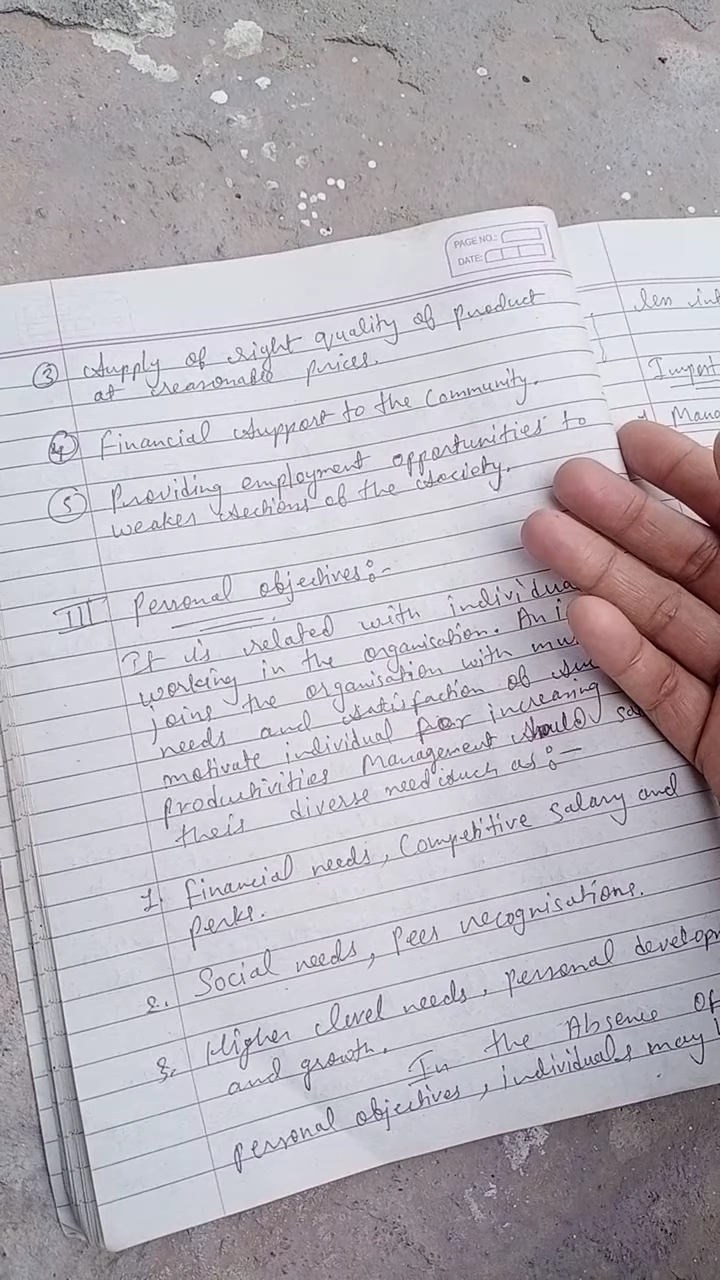 PAGE NO.:
DATE:
③ Supply of right quality of product
at reasonable prices.
④ Financial support to the Community.
⑤ Providing employment opportunities to
weaker sections of the society.
III Personal objectives:-
It is related with
working in the organisation. An
joins the organisation with
needs and satisfaction of
motivate individual for increasing
productivities Management should
their diverse need such as :-
1. Financial needs, Competitive salary and
perks.
2. Social needs, Peer recognisations.
3. Higher level needs, personal
and growth.
In the Absence of
personal objectives, individuals may
less